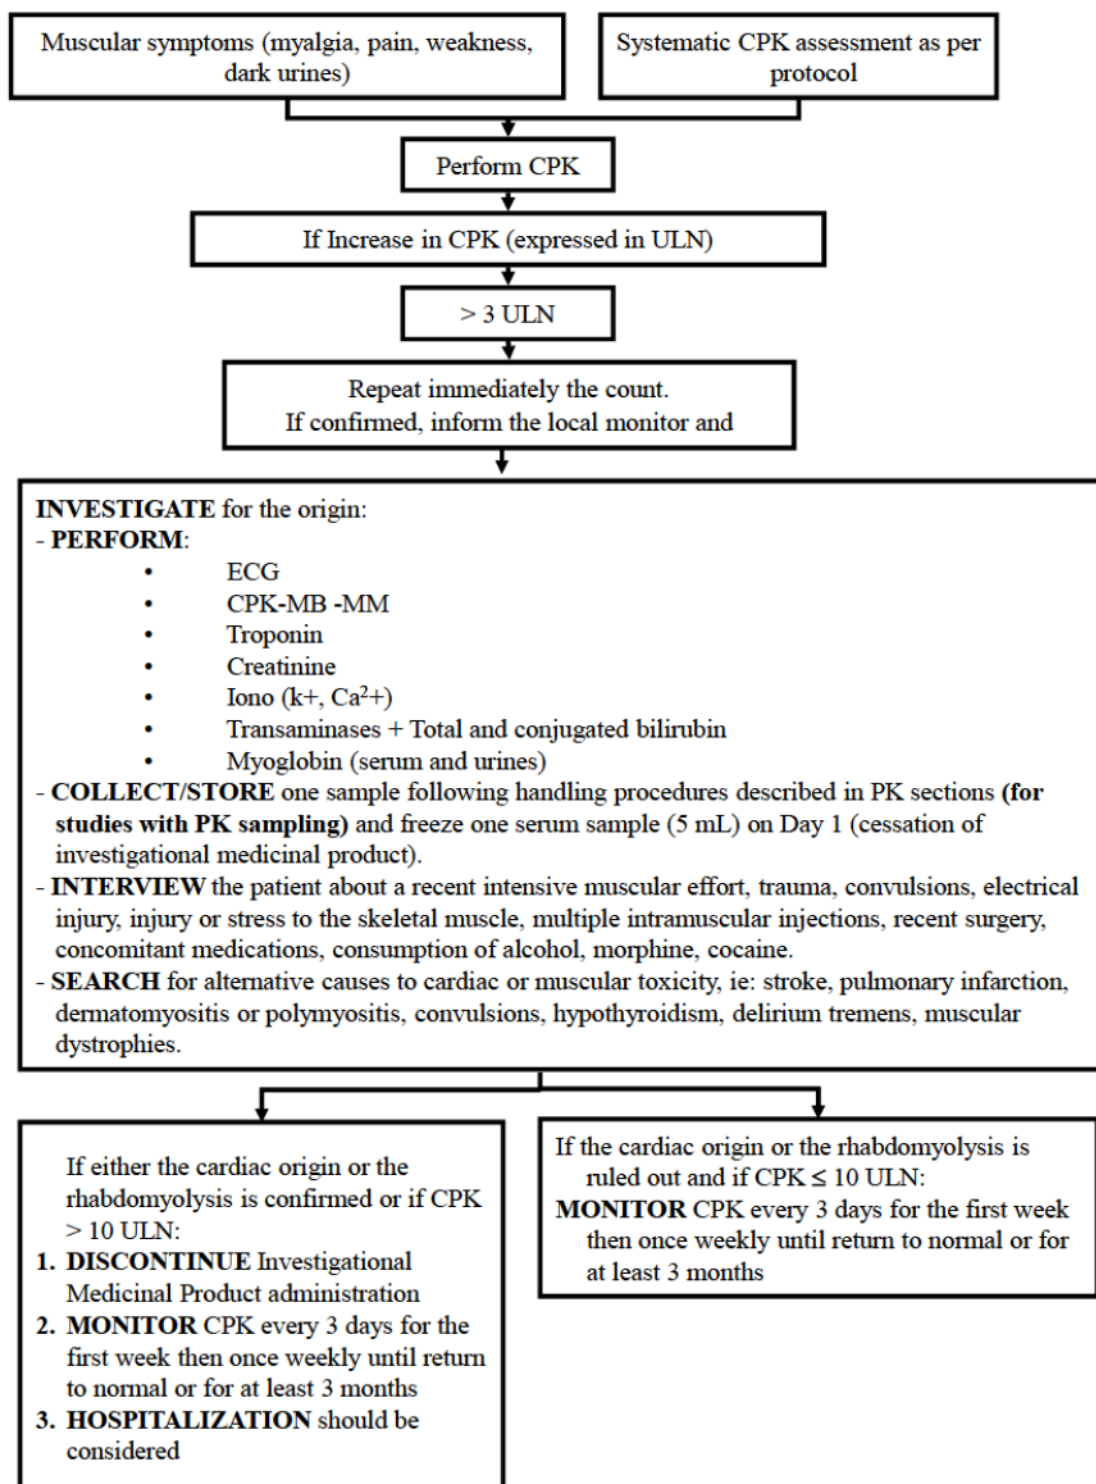 Muscular symptoms (myalgia, pain, weakness,
dark urines)
Systematic CPK assessment as per
protocol
Perform CPK
If Increase in CPK (expressed in ULN)
> 3 ULN
Repeat immediately the count.
If confirmed, inform the local monitor and
INVESTIGATE for the origin:
- PERFORM:
• ECG
• CPK-MB -MM
• Troponin
• Creatinine
• Iono (k+, Ca²⁺)
• Transaminases + Total and conjugated bilirubin
• Myoglobin (serum and urines)
- COLLECT/STORE one sample following handling procedures described in PK sections (for
studies with PK sampling) and freeze one serum sample (5 mL) on Day 1 (cessation of
investigational medicinal product).
- INTERVIEW the patient about a recent intensive muscular effort, trauma, convulsions, electrical
injury, injury or stress to the skeletal muscle, multiple intramuscular injections, recent surgery,
concomitant medications, consumption of alcohol, morphine, cocaine.
- SEARCH for alternative causes to cardiac or muscular toxicity, ie: stroke, pulmonary infarction,
dermatomyositis or polymyositis, convulsions, hypothyroidism, delirium tremens, muscular
dystrophies.
If either the cardiac origin or the
rhabdomyolysis is confirmed or if CPK
> 10 ULN:
1. DISCONTINUE Investigational
Medicinal Product administration
2. MONITOR CPK every 3 days for the
first week then once weekly until return
to normal or for at least 3 months
3. HOSPITALIZATION should be
considered
If the cardiac origin or the rhabdomyolysis is
ruled out and if CPK ≤ 10 ULN:
MONITOR CPK every 3 days for the first week
then once weekly until return to normal or for
at least 3 months